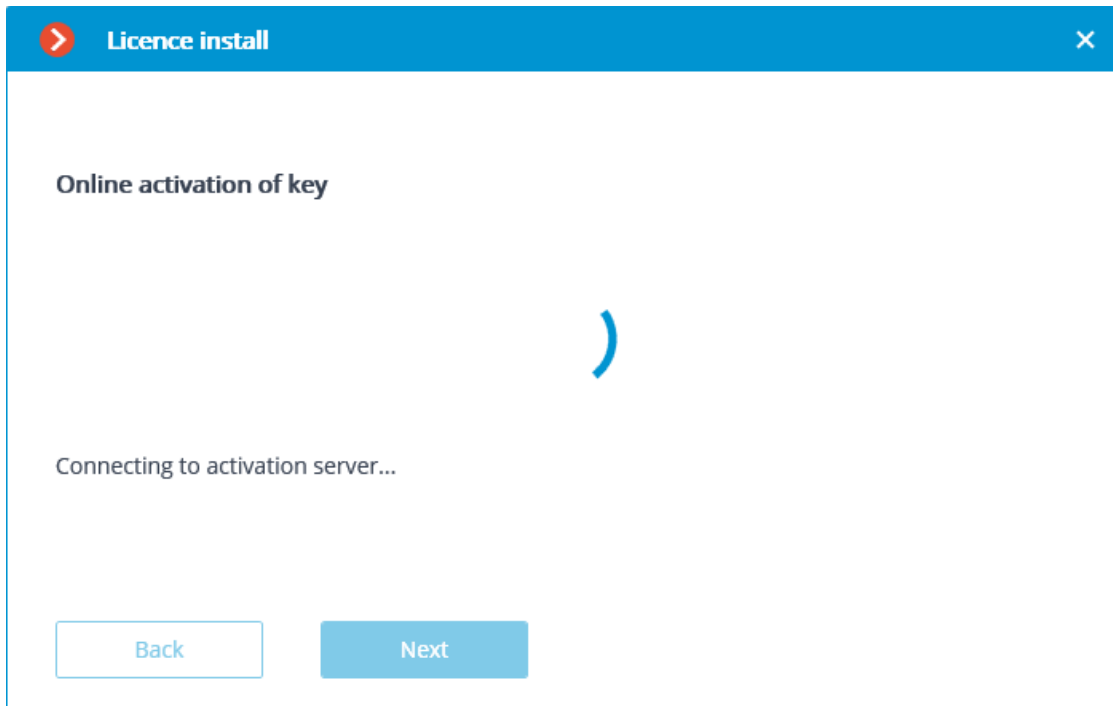 Licence install
Online activation of key
Connecting to activation server...
Back
Next